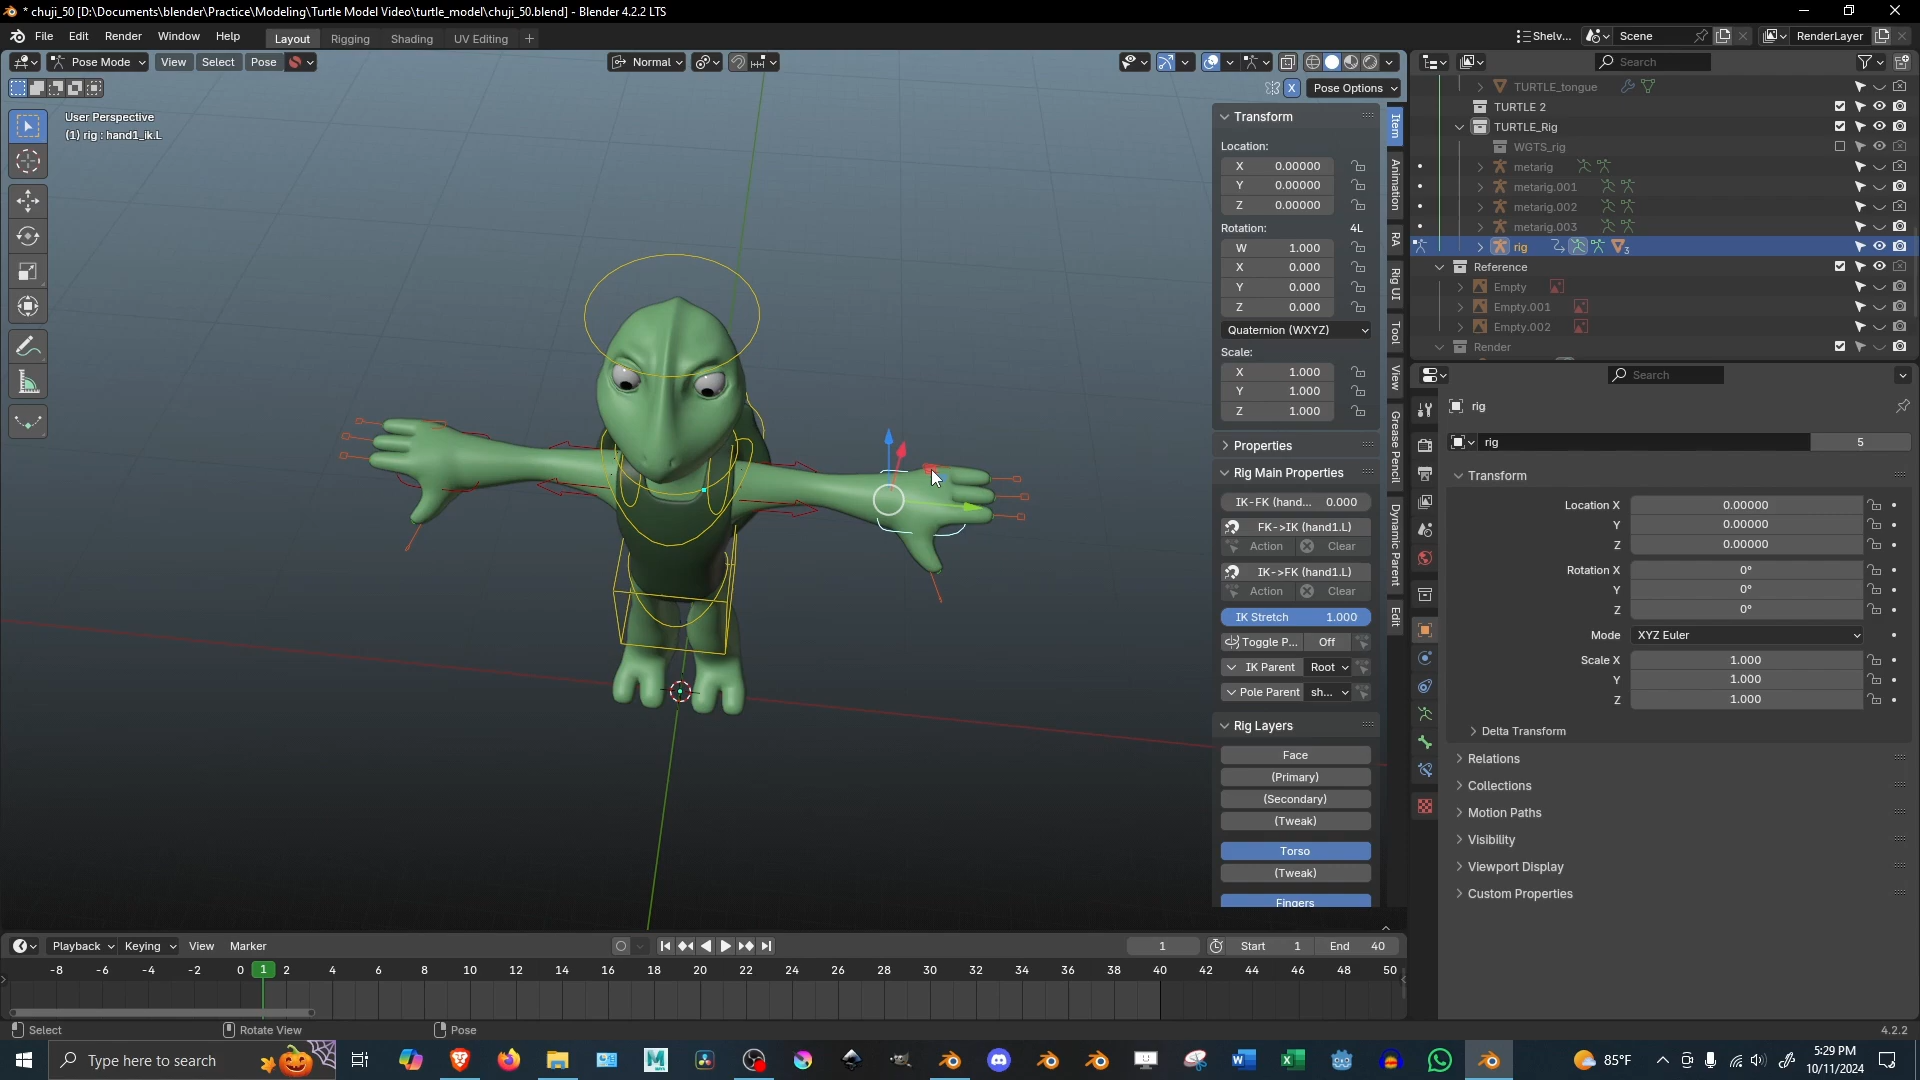 * chuji_50 [D:\Documents\blender\Practice\Modeling\Turtle Model Video\turtle_model\chuji_50.blend] - Blender 4.2.2 LTS
File Edit Render Window Help Layout Rigging Shading UV Editing + Shelv... Scene RenderLayer
Pose Mode View Select Pose Normal Search
X Pose Options
User Perspective
(1) rig : hand1_ik.L
Transform
Location:
X 0.00000
Y 0.00000
Z 0.00000
Rotation: 4L
W 1.000
X 0.000
Y 0.000
Z 0.000
Quaternion (WXYZ)
Scale:
X 1.000
Y 1.000
Z 1.000
Properties
Rig Main Properties
IK-FK (hand... 0.000
FK->IK (hand1.L)
Action Clear
IK->FK (hand1.L)
Action Clear
IK Stretch 1.000
Toggle P... Off
IK Parent Root
Pole Parent sh...
Rig Layers
Face
(Primary)
(Secondary)
(Tweak)
Torso
(Tweak)
Fingers
Item
Animation
RA
Rig UI
Tool
View
Grease Pencil
Dynamic Parent
Edit
TURTLE_tongue
TURTLE 2
TURTLE_Rig
WGTS_rig
metarig
metarig.001
metarig.002
metarig.003
rig 3
Reference
Empty
Empty.001
Empty.002
Render
Search
rig
rig 5
Transform
Location X 0.00000
Y 0.00000
Z 0.00000
Rotation X 0°
Y 0°
Z 0°
Mode XYZ Euler
Scale X 1.000
Y 1.000
Z 1.000
Delta Transform
Relations
Collections
Motion Paths
Visibility
Viewport Display
Custom Properties
Playback Keying View Marker 1 Start 1 End 40
-8 -6 -4 -2 0 1 2 4 6 8 10 12 14 16 18 20 22 24 26 28 30 32 34 36 38 40 42 44 46 48 50
Select Rotate View Pose 4.2.2
Type here to search 85°F 5:29 PM
10/11/2024